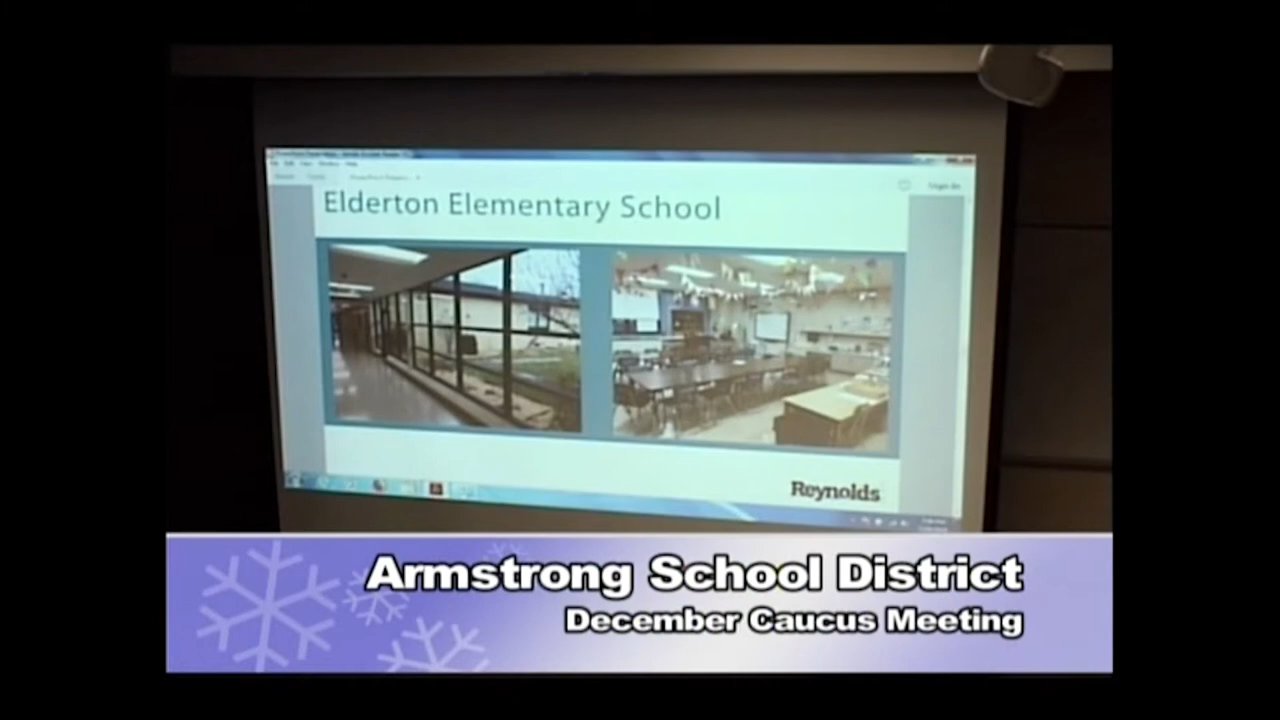 Elderton Elementary School
Reynolds
Armstrong School District
December Caucus Meeting